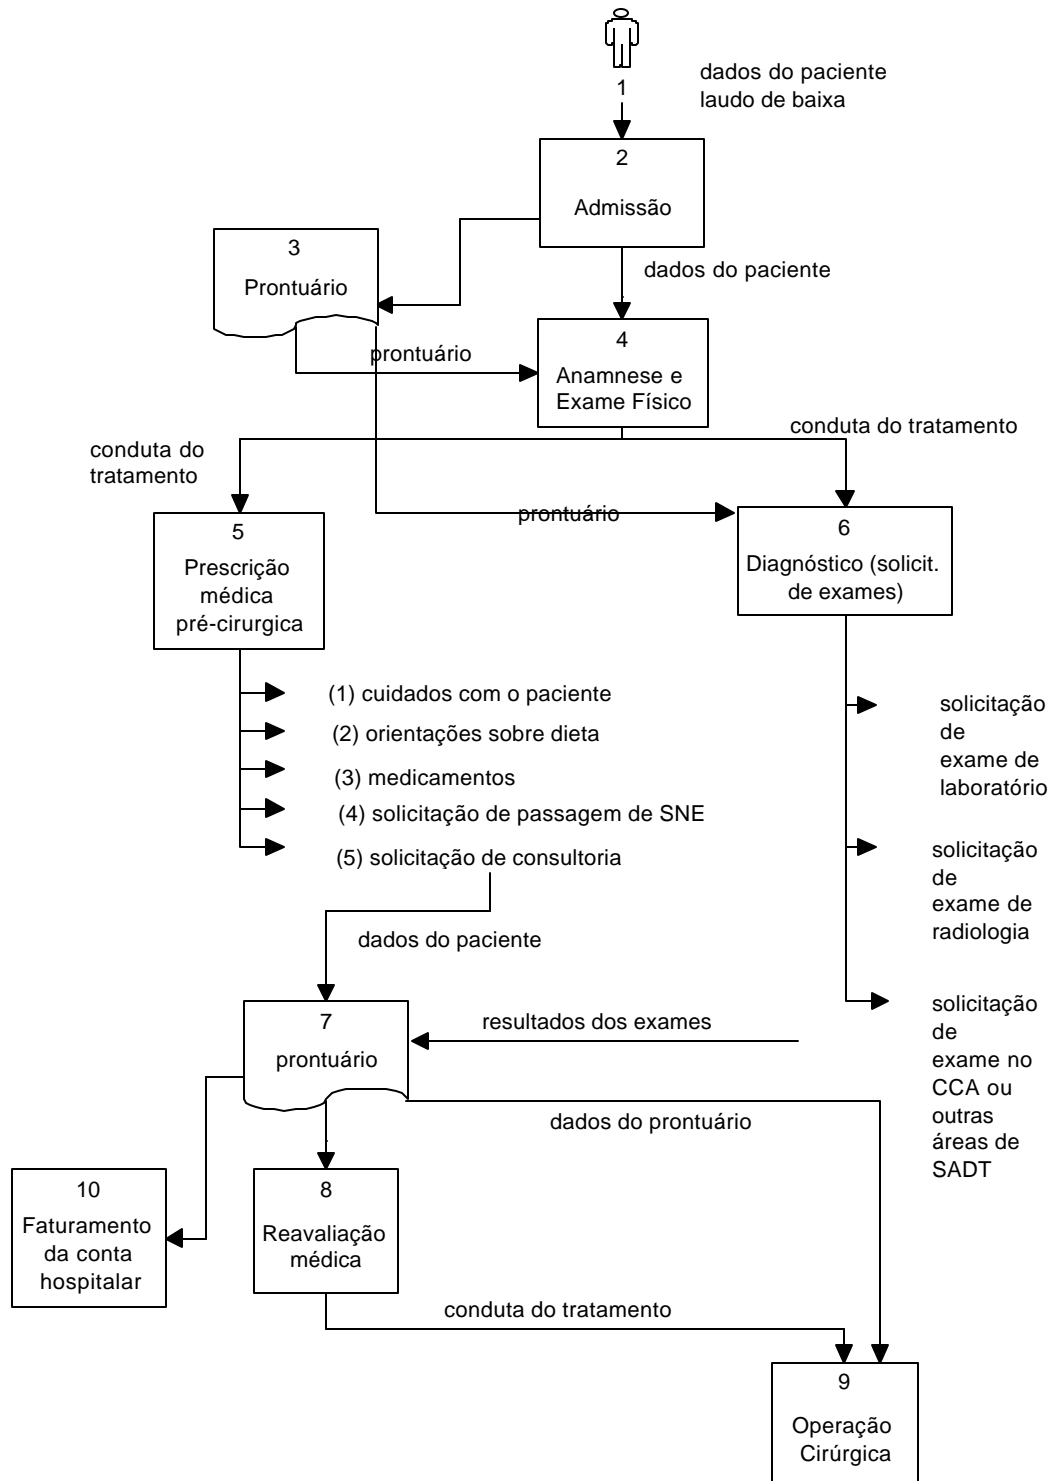 1
dados do paciente
laudo de baixa
2
Admissão
3
Prontuário
dados do paciente
4
Anamnese e
Exame Físico
prontuário
conduta do
tratamento
conduta do tratamento
prontuário
5
Prescrição
médica
pré-cirurgica
6
Diagnóstico (solicit.
de exames)
(1) cuidados com o paciente
(2) orientações sobre dieta
(3) medicamentos
(4) solicitação de passagem de SNE
(5) solicitação de consultoria
solicitação
de
exame de
laboratório
solicitação
de
exame de
radiologia
solicitação
de
exame no
CCA ou
outras
áreas de
SADT
dados do paciente
7
prontuário
resultados dos exames
dados do prontuário
10
Faturamento
da conta
hospitalar
8
Reavaliação
médica
conduta do tratamento
9
Operação
Cirúrgica